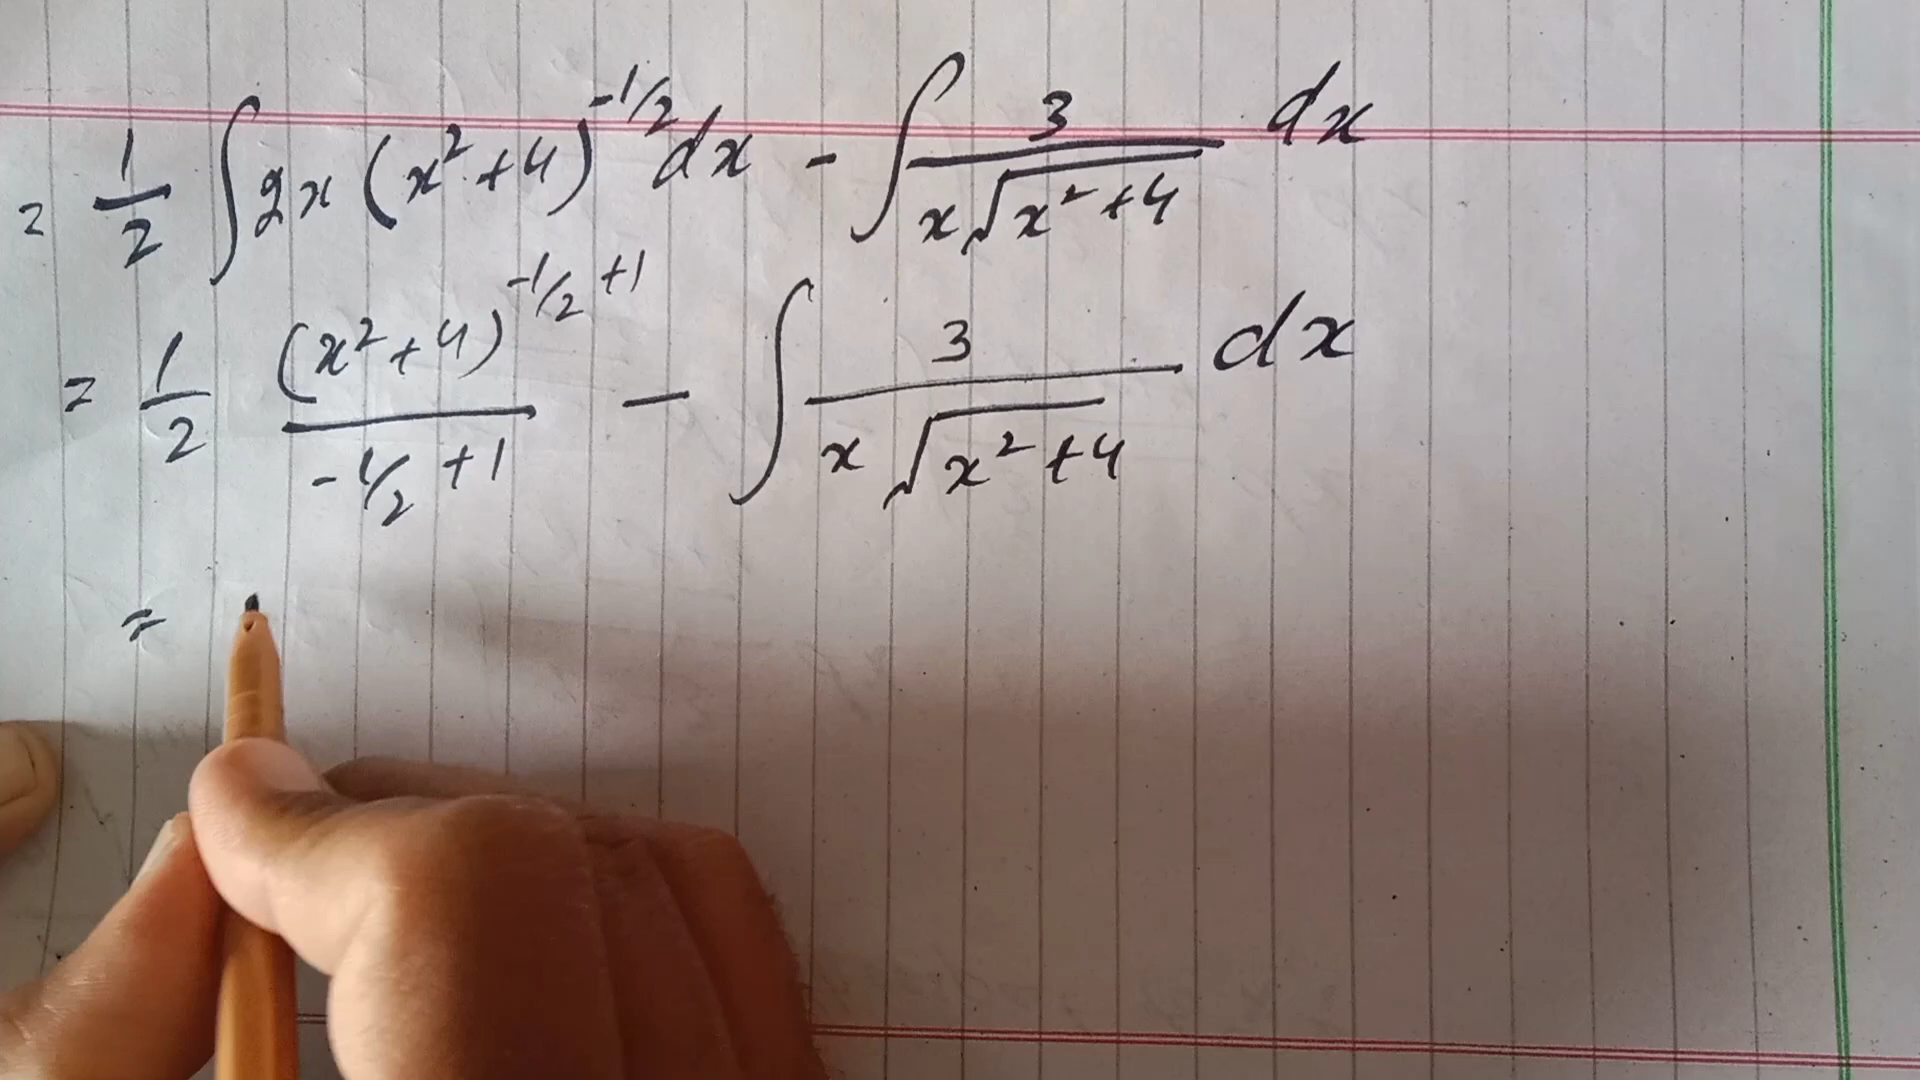 = 1/2 ∫ 2x (x²+4)^(-1/2) dx - ∫ 3/(x√(x²+4)) dx
= 1/2 (x²+4)^(-1/2 +1)/(-1/2 +1) - ∫ 3/(x√(x²+4)) dx
=